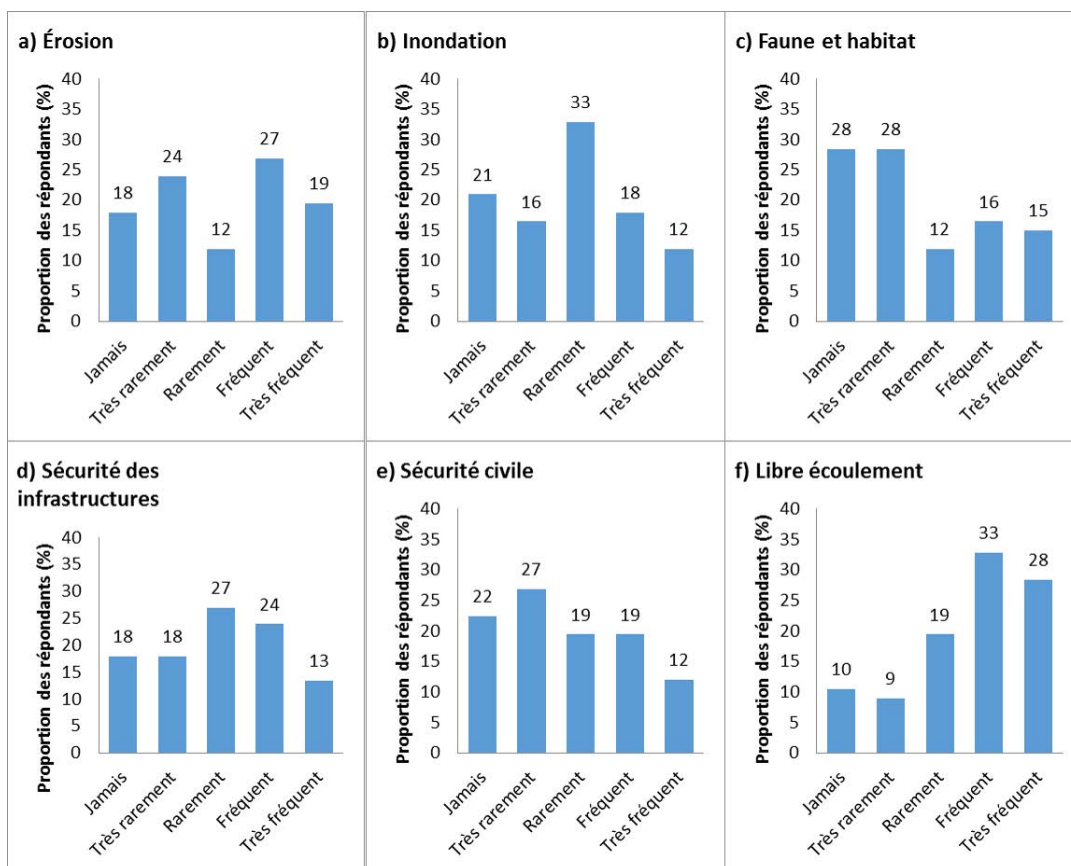 a) Érosion
Proportion des répondants (%)
40
35
30
25
20
15
10
5
0
18
24
12
27
19
Jamais
Très rarement
Rarement
Fréquent
Très fréquent
b) Inondation
Proportion des répondants (%)
40
35
30
25
20
15
10
5
0
21
16
33
18
12
Jamais
Très rarement
Rarement
Fréquent
Très fréquent
c) Faune et habitat
Proportion des répondants (%)
40
35
30
25
20
15
10
5
0
28
28
12
16
15
Jamais
Très rarement
Rarement
Fréquent
Très fréquent
d) Sécurité des
infrastructures
Proportion des répondants (%)
40
35
30
25
20
15
10
5
0
18
18
27
24
13
Jamais
Très rarement
Rarement
Fréquent
Très fréquent
e) Sécurité civile
Proportion des répondants (%)
40
35
30
25
20
15
10
5
0
22
27
19
19
12
Jamais
Très rarement
Rarement
Fréquent
Très fréquent
f) Libre écoulement
Proportion des répondants (%)
40
35
30
25
20
15
10
5
0
10
9
19
33
28
Jamais
Très rarement
Rarement
Fréquent
Très fréquent